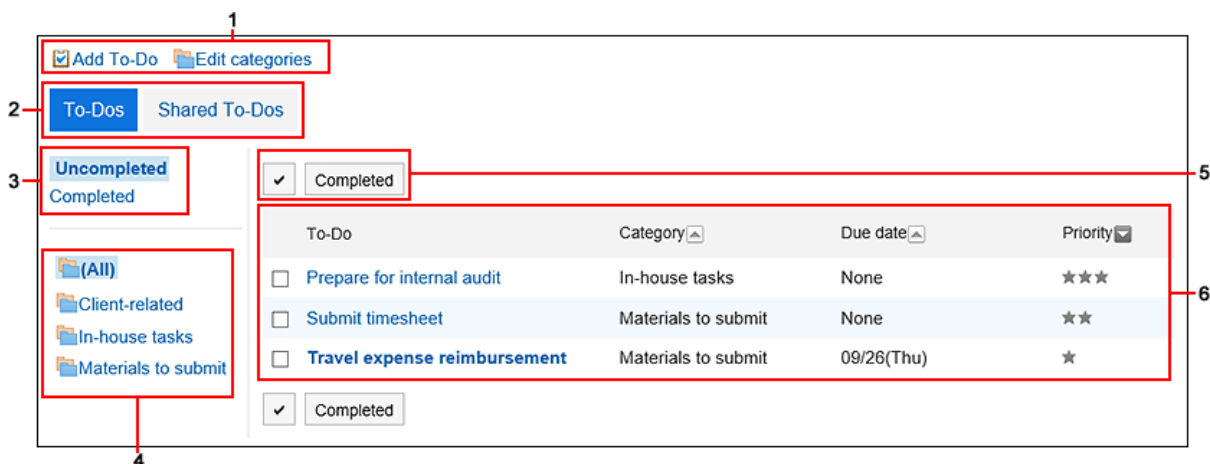 1
Add To-Do Edit categories
2
To-Dos Shared To-Dos
3
Uncompleted
Completed
Completed
5
To-Do Category Due date Priority
(All)
Prepare for internal audit In-house tasks None ★★★
6
Client-related
Submit timesheet Materials to submit None ★★
In-house tasks
Travel expense reimbursement Materials to submit 09/26(Thu) ★
Materials to submit
Completed
4